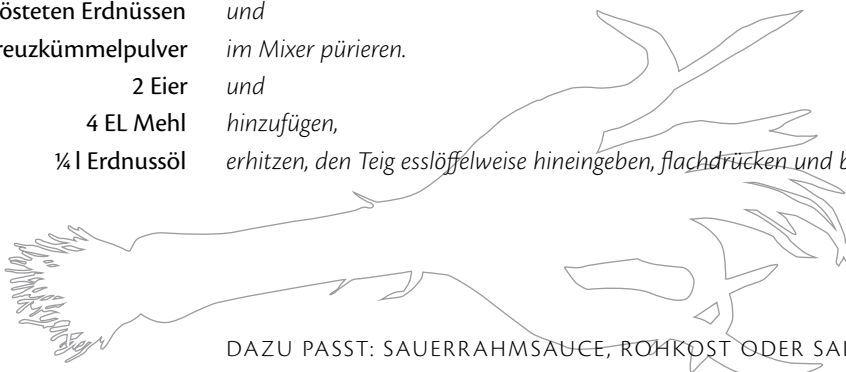 östeten Erdnüssen und
reuzkümmelpulver im Mixer pürieren.
2 Eier und
4 EL Mehl hinzufügen,
¼ l Erdnussöl erhitzen, den Teig esslöffelweise hineingeben, flachdrücken und b
DAZU PASST: SAUERRAHMSAUCE, ROHKOST ODER SAL